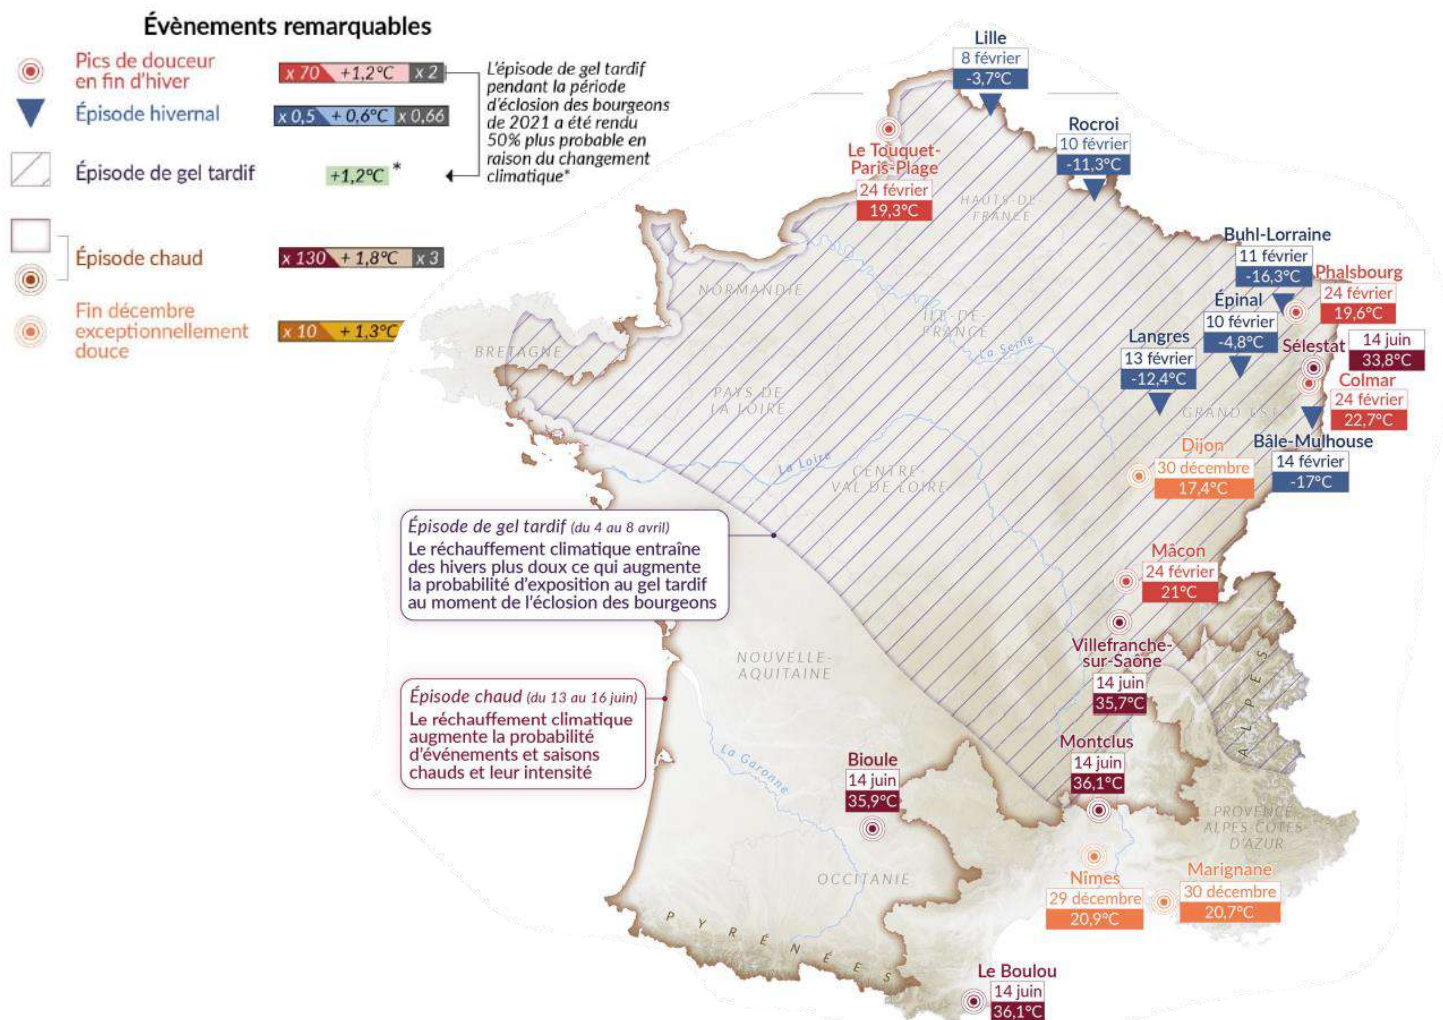 Évènements remarquables
Pics de douceur
en fin d'hiver
x 70 +1,2°C x 2
Épisode hivernal
x 0,5 + 0,6°C x 0,66
Épisode de gel tardif
+1,2°C *
Épisode chaud
x 130 + 1,8°C x 3
Fin décembre
exceptionnellement
douce
x 10 + 1,3°C
L'épisode de gel tardif
pendant la période
d'éclosion des bourgeons
de 2021 a été rendu
50% plus probable en
raison du changement
climatique*
Lille
8 février
-3,7°C
Rocroi
10 février
-11,3°C
Le Touquet-
Paris-Plage
24 février
19,3°C
HAUTS-DE-
FRANCE
Buhl-Lorraine
11 février
-16,3°C
Phalsbourg
24 février
19,6°C
Épinal
10 février
-4,8°C
Langres
13 février
-12,4°C
Sélestat
14 juin
33,8°C
Colmar
24 février
22,7°C
Bâle-Mulhouse
14 février
-17°C
NORMANDIE
ÎLE-DE-
FRANCE
La Seine
BRETAGNE
PAYS DE
LA LOIRE
GRAND EST
La Loire
CENTRE-
VAL DE LOIRE
Dijon
30 décembre
17,4°C
Épisode de gel tardif (du 4 au 8 avril)
Le réchauffement climatique entraîne
des hivers plus doux ce qui augmente
la probabilité d'exposition au gel tardif
au moment de l'éclosion des bourgeons
Mâcon
24 février
21°C
Villefranche-
sur-Saône
14 juin
35,7°C
NOUVELLE-
AQUITAINE
ALPES
Épisode chaud (du 13 au 16 juin)
Le réchauffement climatique
augmente la probabilité
d'événements et saisons
chauds et leur intensité
La Garonne
Bioule
14 juin
35,9°C
Montclus
14 juin
36,1°C
PROVENCE-
ALPES-CÔTES
D'AZUR
OCCITANIE
Nîmes
29 décembre
20,9°C
Marignane
30 décembre
20,7°C
PYRÉNÉES
Le Boulou
14 juin
36,1°C